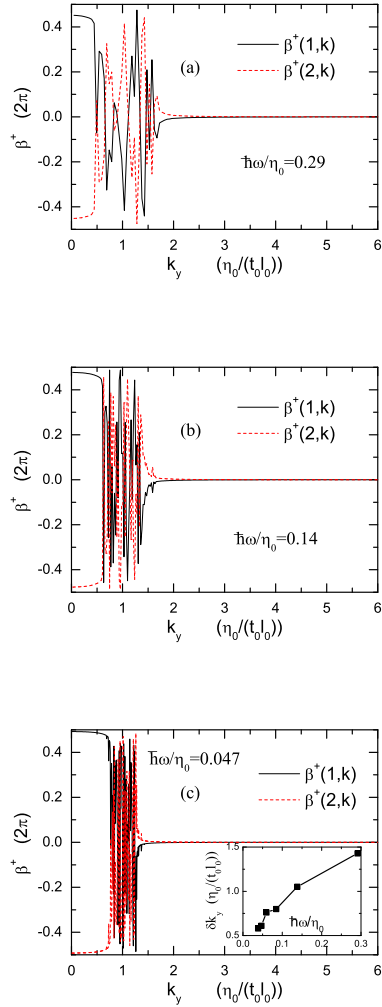 0.4
0.2
0.0
-0.2
-0.4
β⁺ (2π)
(a)
β⁺(1,k)
β⁺(2,k)
ħω/η₀=0.29
0 1 2 3 4 5 6
k_y (η₀/(t₀l₀))
0.4
0.2
0.0
-0.2
-0.4
β⁺ (2π)
(b)
β⁺(1,k)
β⁺(2,k)
ħω/η₀=0.14
0 1 2 3 4 5 6
k_y (η₀/(t₀l₀))
0.4
0.2
0.0
-0.2
-0.4
β⁺ (2π)
ħω/η₀=0.047
(c)
β⁺(1,k)
β⁺(2,k)
1.5
1.0
0.5
δk_y (η₀/(t₀l₀))
ħω/η₀
0.0 0.1 0.2 0.3
0 1 2 3 4 5 6
k_y (η₀/(t₀l₀))